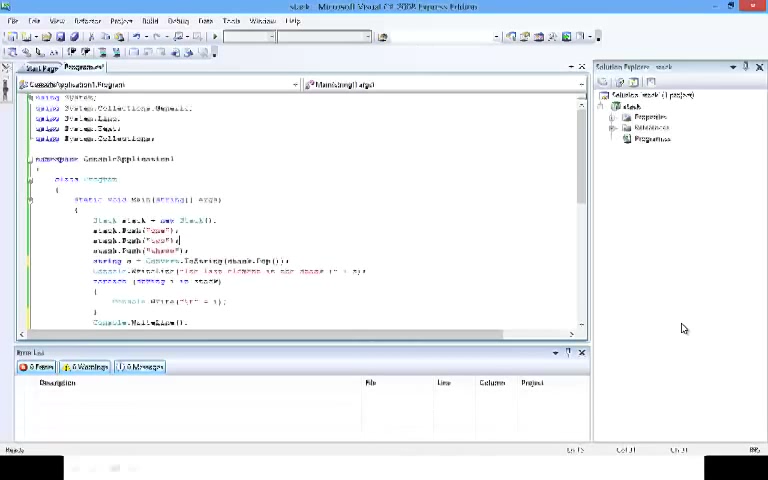 stack - Microsoft Visual C# 2008 Express Edition
File Edit View Refactor Project Build Debug Data Tools Window Help
Start Page Program.cs*
ConsoleApplication1.Program Main(string[] args)
using System;
using System.Collections.Generic;
using System.Linq;
using System.Text;
using System.Collections;
namespace ConsoleApplication1
{
class Program
{
static void Main(string[] args)
{
Stack stack = new Stack();
stack.Push("one");
stack.Push("two");
stack.Push("three");
string s = Convert.ToString(stack.Pop());
Console.WriteLine("the last element in the stack
foreach (string i in stack)
{
Console.Write(
}
Console.WriteLine();
Solution Explorer - stack
Solution 'stack' (1 project)
stack
Properties
References
Program.cs
Error List
0 Errors 0 Warnings 0 Messages
Description File Line Column Project
Ready Ln 15 Col 31 Ch 31 INS